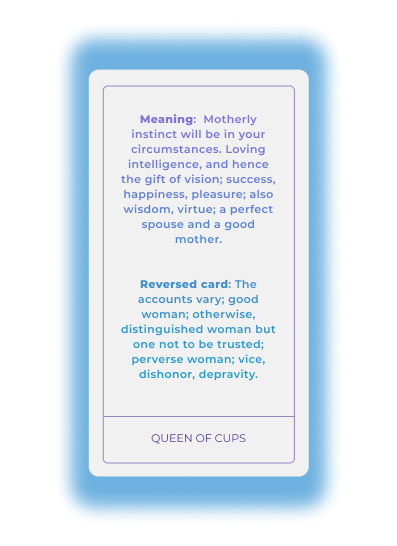 Meaning: Motherly
instinct will be in your
circumstances. Loving
intelligence, and hence
the gift of vision; success,
happiness, pleasure; also
wisdom, virtue; a perfect
spouse and a good
mother.
Reversed card: The
accounts vary; good
woman; otherwise,
distinguished woman but
one not to be trusted;
perverse woman; vice,
dishonor, depravity.
QUEEN OF CUPS